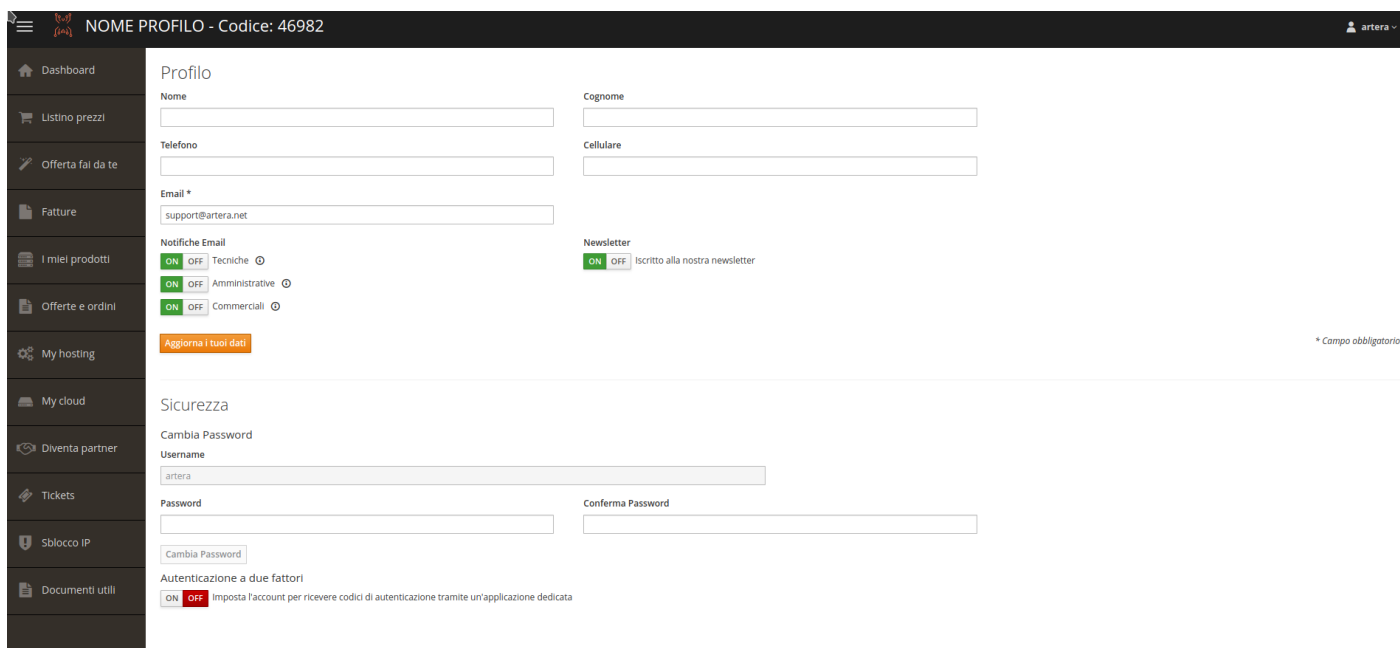 NOME PROFILO - Codice: 46982
artera
Dashboard
Listino prezzi
Offerta fai da te
Fatture
I miei prodotti
Offerte e ordini
My hosting
My cloud
Diventa partner
Tickets
Sblocco IP
Documenti utili
Profilo
Nome Cognome
Telefono Cellulare
Email *
support@artera.net
Notifiche Email Newsletter
ON OFF Tecniche ON OFF Iscritto alla nostra newsletter
ON OFF Amministrative
ON OFF Commerciali
Aggiorna i tuoi dati * Campo obbligatorio
Sicurezza
Cambia Password
Username
artera
Password Conferma Password
Cambia Password
Autenticazione a due fattori
ON OFF Imposta l'account per ricevere codici di autenticazione tramite un'applicazione dedicata